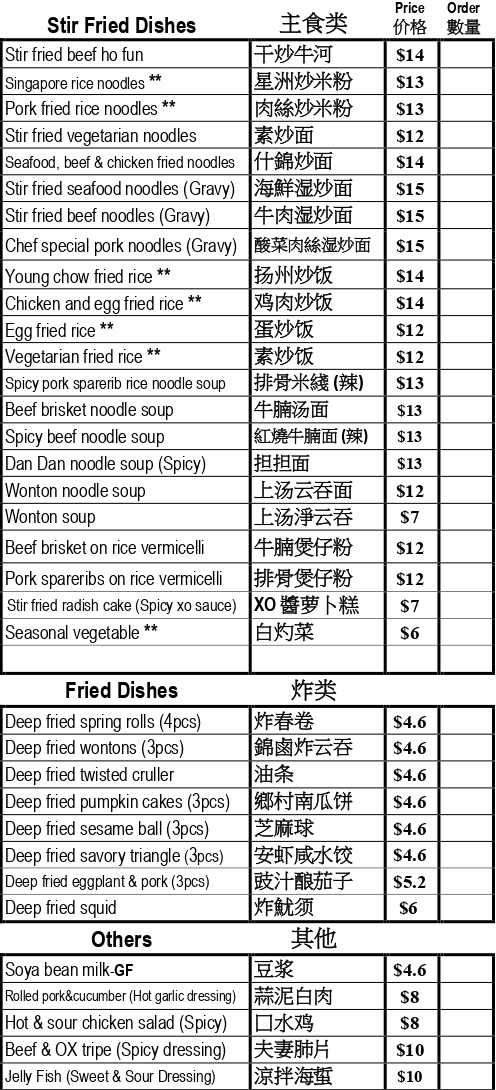 Stir Fried Dishes 主食类 Price 价格 Order 數量
Stir fried beef ho fun 干炒牛河 $14
Singapore rice noodles ** 星洲炒米粉 $13
Pork fried rice noodles ** 肉絲炒米粉 $13
Stir fried vegetarian noodles 素炒面 $12
Seafood, beef & chicken fried noodles 什錦炒面 $14
Stir fried seafood noodles (Gravy) 海鮮湿炒面 $15
Stir fried beef noodles (Gravy) 牛肉湿炒面 $15
Chef special pork noodles (Gravy) 酸菜肉絲湿炒面 $15
Young chow fried rice ** 扬州炒饭 $14
Chicken and egg fried rice ** 鸡肉炒饭 $14
Egg fried rice ** 蛋炒饭 $12
Vegetarian fried rice ** 素炒饭 $12
Spicy pork sparerib rice noodle soup 排骨米綫 (辣) $13
Beef brisket noodle soup 牛腩汤面 $13
Spicy beef noodle soup 紅燒牛腩面 (辣) $13
Dan Dan noodle soup (Spicy) 担担面 $13
Wonton noodle soup 上汤云吞面 $12
Wonton soup 上汤淨云吞 $7
Beef brisket on rice vermicelli 牛腩煲仔粉 $12
Pork spareribs on rice vermicelli 排骨煲仔粉 $12
Stir fried radish cake (Spicy xo sauce) XO 醬萝卜糕 $7
Seasonal vegetable ** 白灼菜 $6
Fried Dishes 炸类
Deep fried spring rolls (4pcs) 炸春卷 $4.6
Deep fried wontons (3pcs) 錦鹵炸云吞 $4.6
Deep fried twisted cruller 油条 $4.6
Deep fried pumpkin cakes (3pcs) 鄉村南瓜饼 $4.6
Deep fried sesame ball (3pcs) 芝麻球 $4.6
Deep fried savory triangle (3pcs) 安虾咸水饺 $4.6
Deep fried eggplant & pork (3pcs) 豉汁酿茄子 $5.2
Deep fried squid 炸魷须 $6
Others 其他
Soya bean milk-GF 豆浆 $4.6
Rolled pork&cucumber (Hot garlic dressing) 蒜泥白肉 $8
Hot & sour chicken salad (Spicy) 口水鸡 $8
Beef & OX tripe (Spicy dressing) 夫妻肺片 $10
Jelly Fish (Sweet & Sour Dressing) 涼拌海蜇 $10